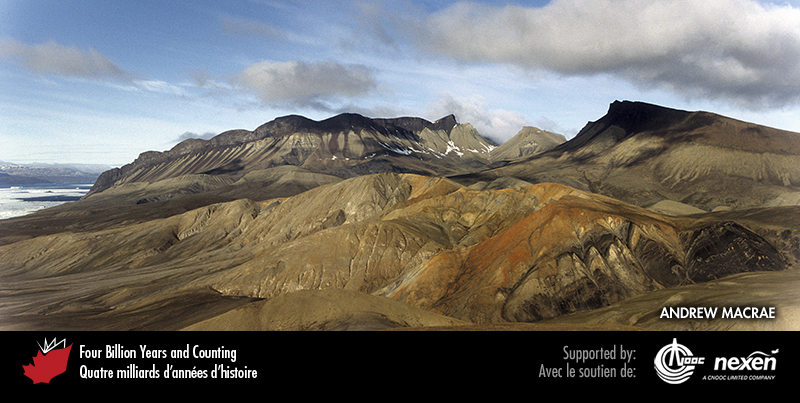 ANDREW MACRAE
Four Billion Years and Counting
Quatre milliards d'années d'histoire
Supported by:
Avec le soutien de:
CNOOC
nexen
A CNOOC LIMITED COMPANY